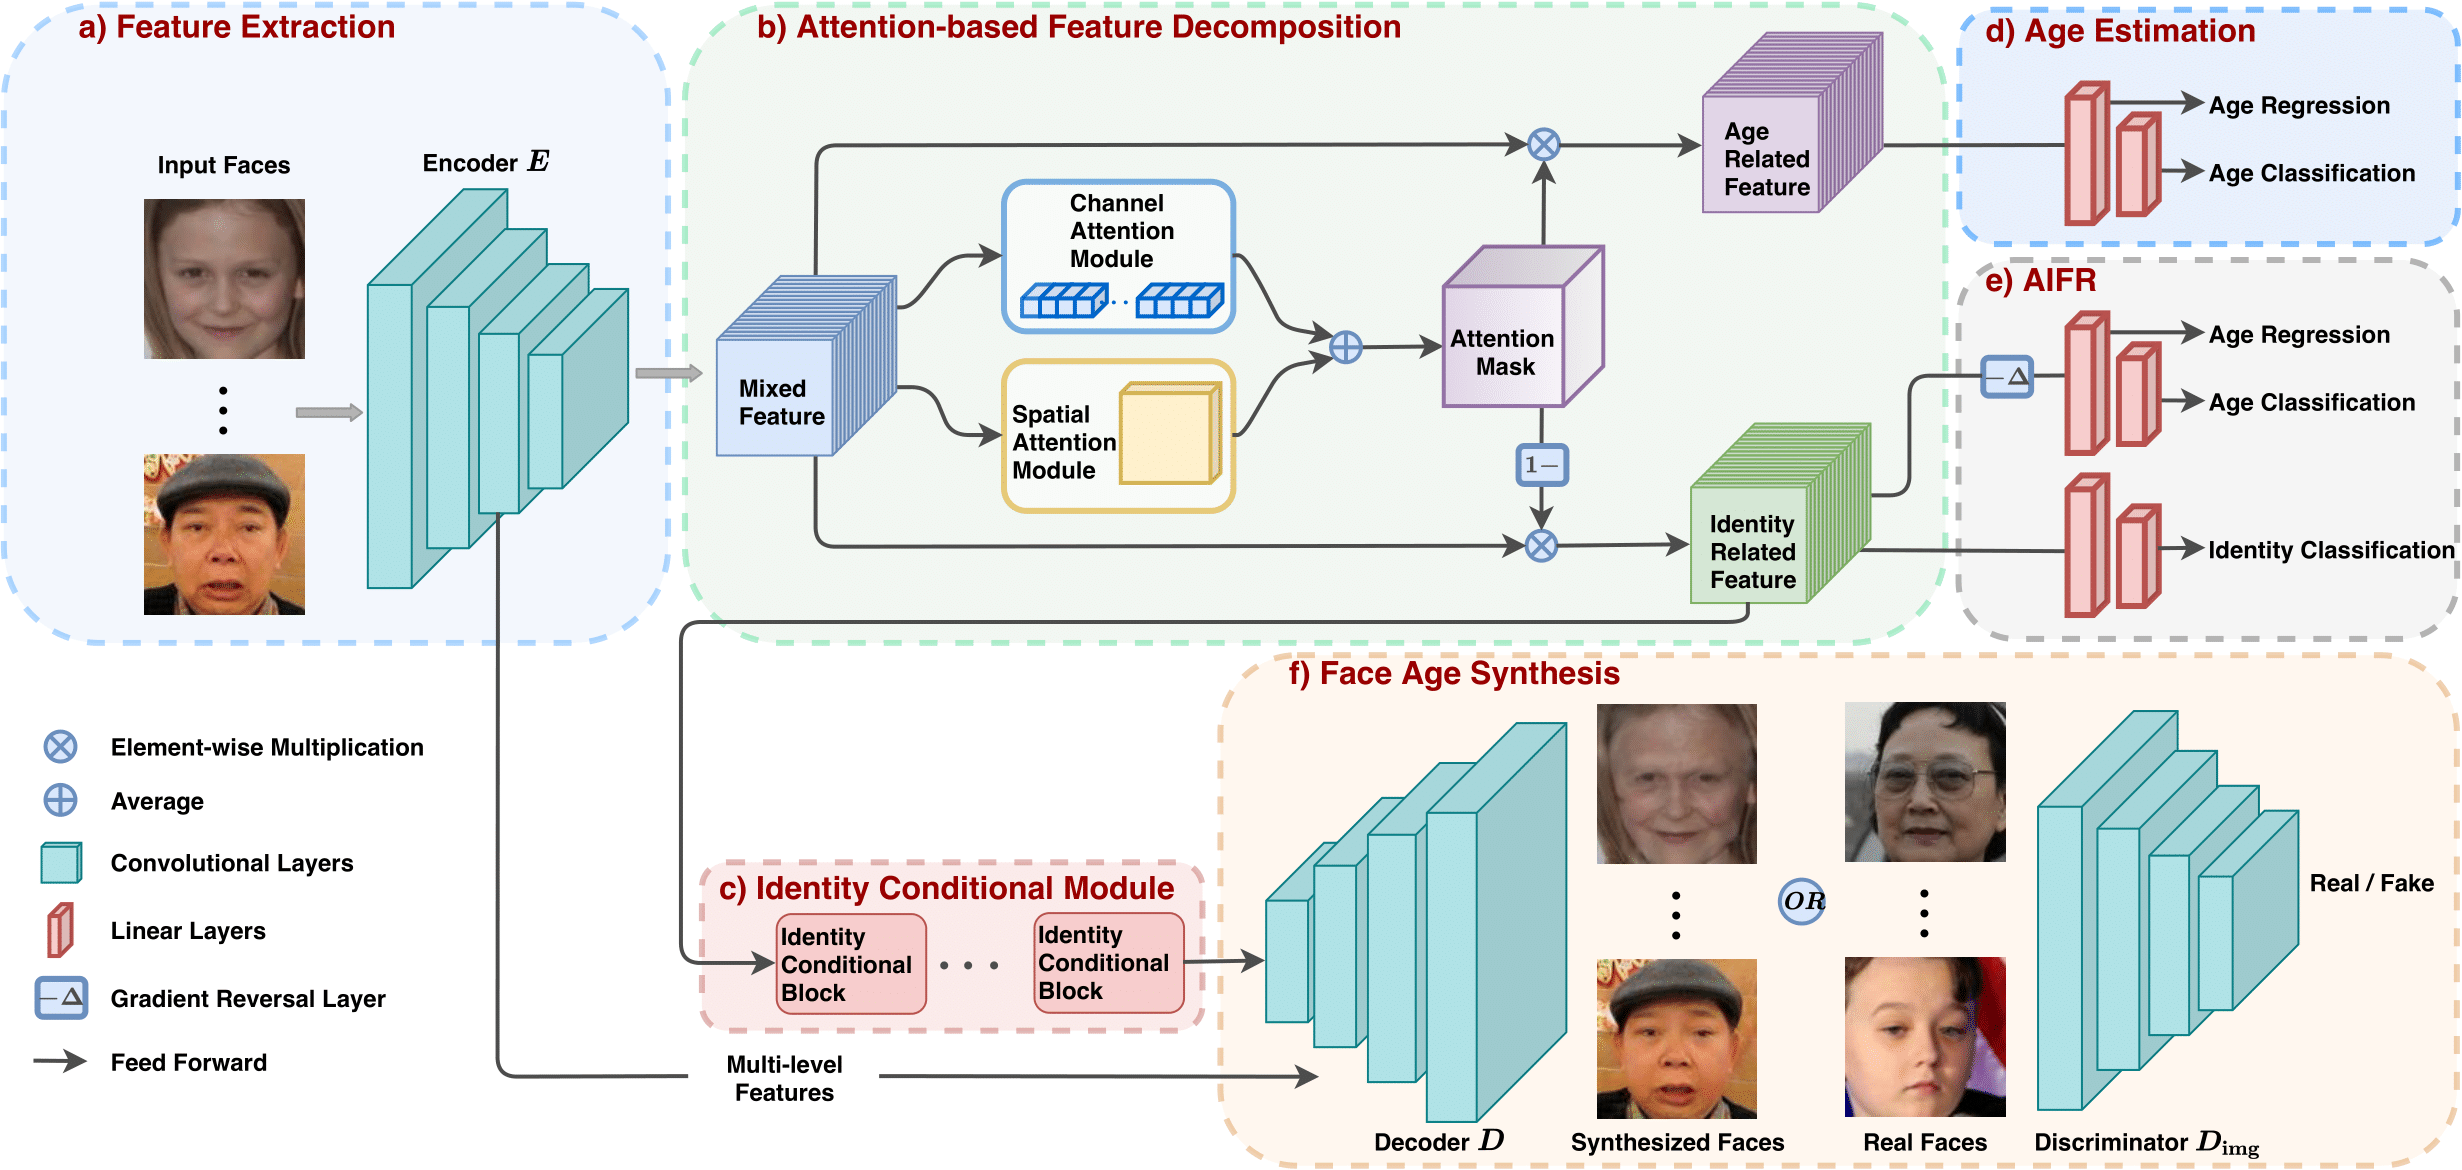 a) Feature Extraction
Input Faces
Encoder E
b) Attention-based Feature Decomposition
Mixed
Feature
Channel
Attention
Module
Spatial
Attention
Module
Attention
Mask
1−
Age
Related
Feature
Identity
Related
Feature
d) Age Estimation
Age Regression
Age Classification
e) AIFR
−Δ
Age Regression
Age Classification
Identity Classification
Element-wise Multiplication
Average
Convolutional Layers
Linear Layers
−Δ
Gradient Reversal Layer
Feed Forward
c) Identity Conditional Module
Identity
Conditional
Block
Identity
Conditional
Block
Multi-level
Features
f) Face Age Synthesis
OR
Real / Fake
Decoder D
Synthesized Faces
Real Faces
Discriminator D_img